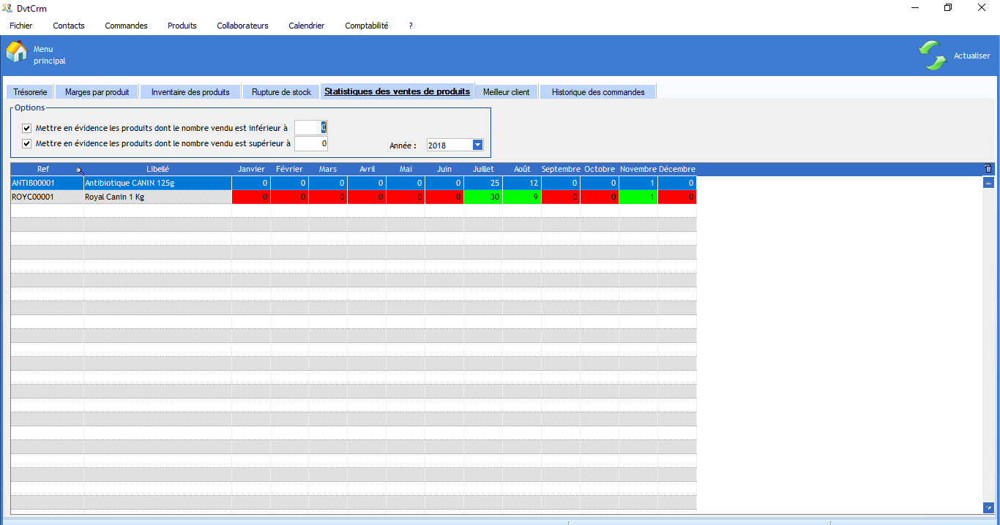 DvtCrm
Fichier Contacts Commandes Produits Collaborateurs Calendrier Comptabilité ?
Menu
principal
Actualiser
Trésorerie Marges par produit Inventaire des produits Rupture de stock Statistiques des ventes de produits Meilleur client Historique des commandes
Options
Mettre en évidence les produits dont le nombre vendu est inférieur à 0
Mettre en évidence les produits dont le nombre vendu est supérieur à 0
Année : 2018
Ref Libellé Janvier Février Mars Avril Mai Juin Juillet Août Septembre Octobre Novembre Décembre
ANTIB00001 Antibiotique CANIN 125g 0 0 0 0 0 0 25 12 0 0 1 0
ROYC00001 Royal Canin 1 Kg 0 0 0 0 0 0 30 9 0 0 1 0